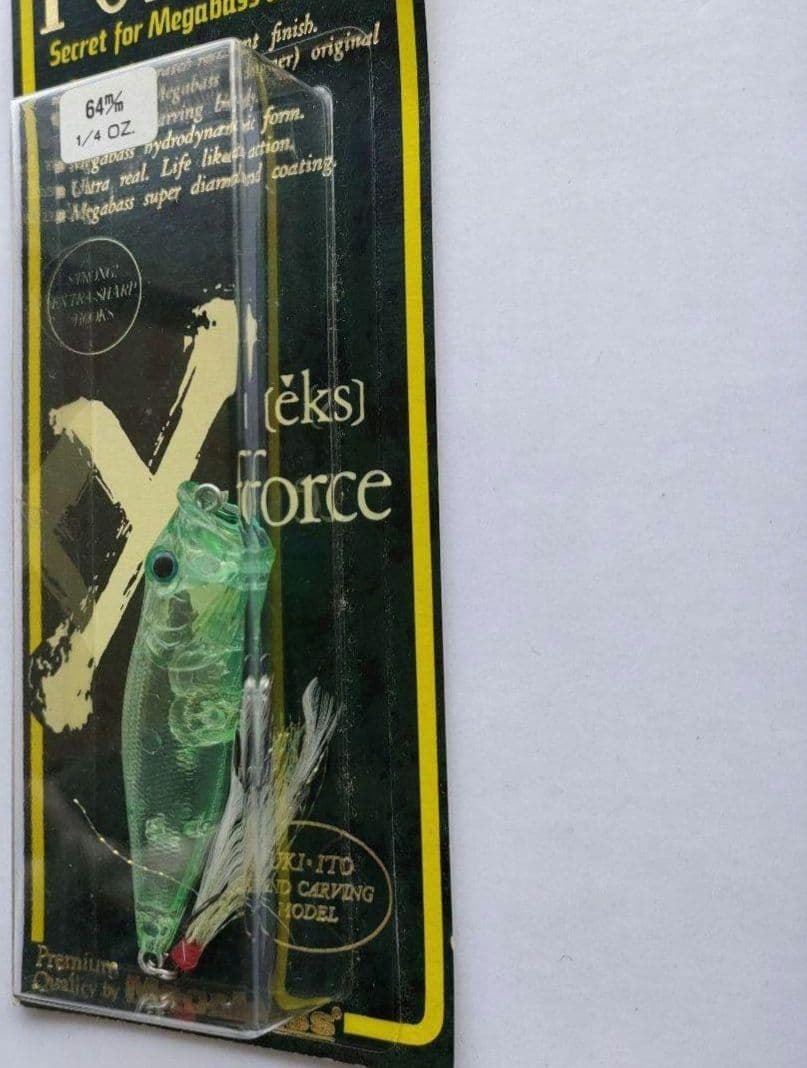 Secret for Megabass
finish.
original
64m/m
1/4 OZ.
Megabass
Megabass hydrodynamic form.
Ultra real. Life like action.
Megabass super diamond coating.
STRONG!
EXTRA-SHARP
HOOKS
X
(ěks)
force
ITO
CARVING
MODEL
Premium
Quality by